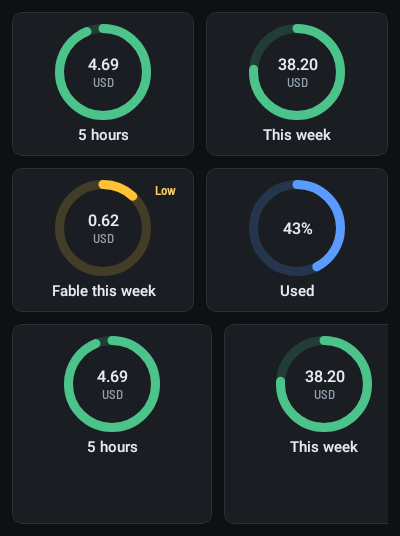 4.69
USD
5 hours
38.20
USD
This week
Low
0.62
USD
Fable this week
43%
Used
4.69
USD
5 hours
38.20
USD
This week